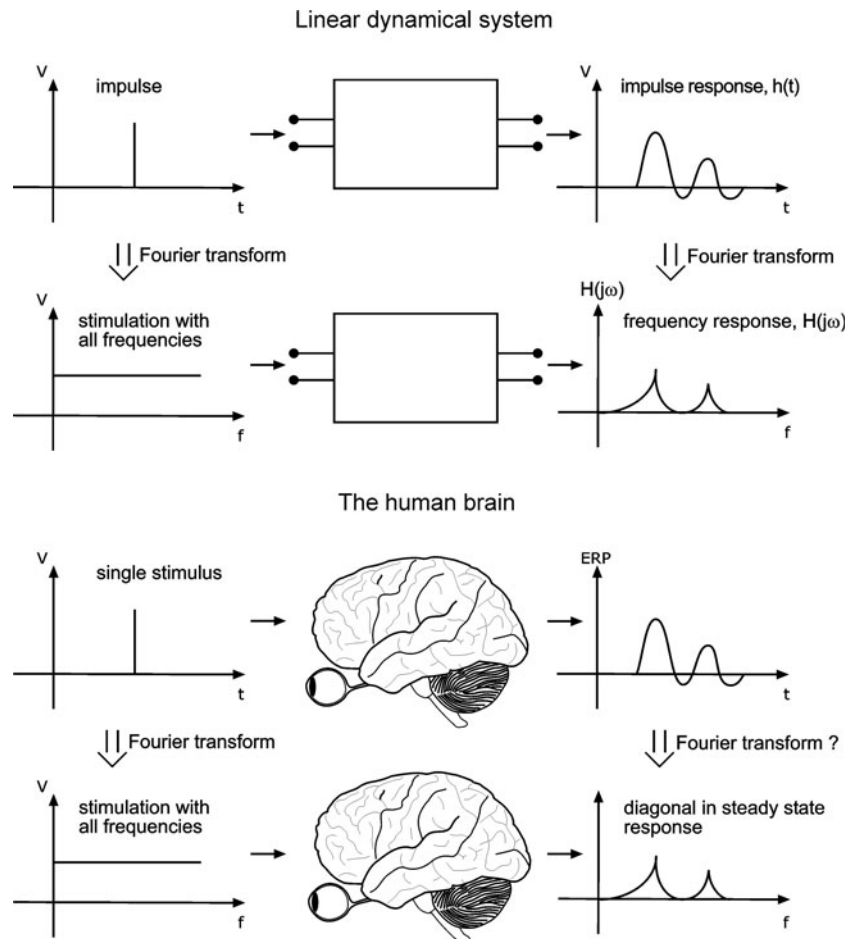 Linear dynamical system
V
impulse
t
V
impulse response, h(t)
t
Fourier transform
Fourier transform
V
stimulation with
all frequencies
f
H(jω)
frequency response, H(jω)
f
The human brain
V
single stimulus
t
ERP
t
Fourier transform
Fourier transform ?
V
stimulation with
all frequencies
f
diagonal in steady state
response
f